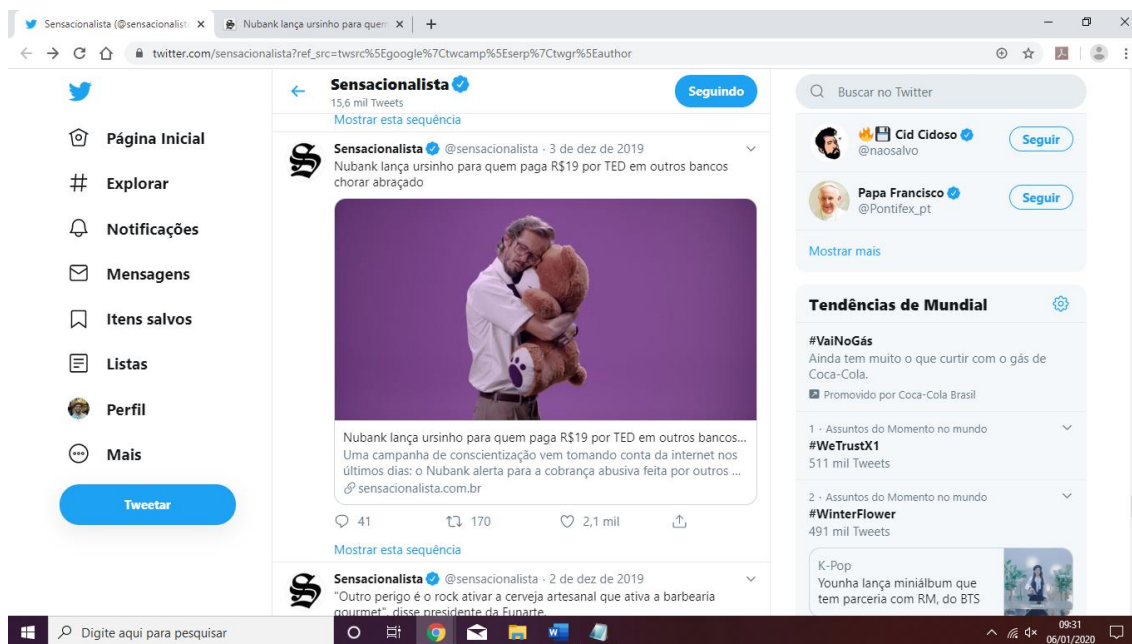 Sensacionalista (@sensacionalist
Nubank lança ursinho para quem
twitter.com/sensacionalista?ref_src=twsrc%5Egoogle%7Ctwcamp%5Eserp%7Ctwgr%5Eauthor
Página Inicial
Explorar
Notificações
Mensagens
Itens salvos
Listas
Perfil
Mais
Tweetar
Sensacionalista
15,6 mil Tweets
Seguindo
Mostrar esta sequência
Sensacionalista @sensacionalista · 3 de dez de 2019
Nubank lança ursinho para quem paga R$19 por TED em outros bancos
chorar abraçado
Nubank lança ursinho para quem paga R$19 por TED em outros bancos...
Uma campanha de conscientização vem tomando conta da internet nos
últimos dias: o Nubank alerta para a cobrança abusiva feita por outros ...
sensacionalista.com.br
41 170 2,1 mil
Mostrar esta sequência
Sensacionalista @sensacionalista · 2 de dez de 2019
"Outro perigo é o rock ativar a cerveja artesanal que ativa a barbearia
gourmet", disse presidente da Funarte.
Buscar no Twitter
Cid Cidoso
@naosalvo
Seguir
Papa Francisco
@Pontifex_pt
Seguir
Mostrar mais
Tendências de Mundial
#VaiNoGás
Ainda tem muito o que curtir com o gás de
Coca-Cola.
Promovido por Coca-Cola Brasil
1 · Assuntos do Momento no mundo
#WeTrustX1
511 mil Tweets
2 · Assuntos do Momento no mundo
#WinterFlower
491 mil Tweets
K-Pop
Younha lança miniálbum que
tem parceria com RM, do BTS
Digite aqui para pesquisar
09:31
06/01/2020